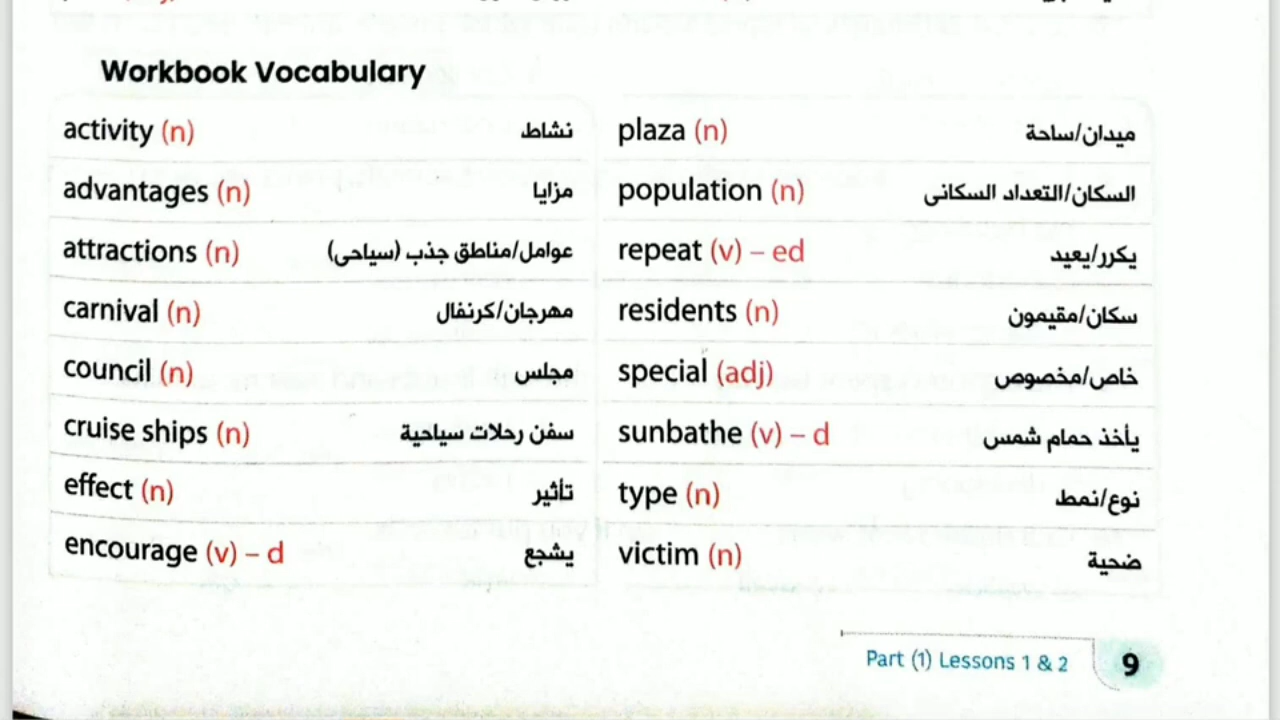 Workbook Vocabulary
activity (n) نشاط
advantages (n) مزايا
attractions (n) عوامل/مناطق جذب (سياحى)
carnival (n) مهرجان/كرنفال
council (n) مجلس
cruise ships (n) سفن رحلات سياحية
effect (n) تأثير
encourage (v) – d يشجع
plaza (n) ميدان/ساحة
population (n) السكان/التعداد السكانى
repeat (v) – ed يكرر/يعيد
residents (n) سكان/مقيمون
special (adj) خاص/مخصوص
sunbathe (v) – d يأخذ حمام شمس
type (n) نوع/نمط
victim (n) ضحية
Part (1) Lessons 1 & 2 9